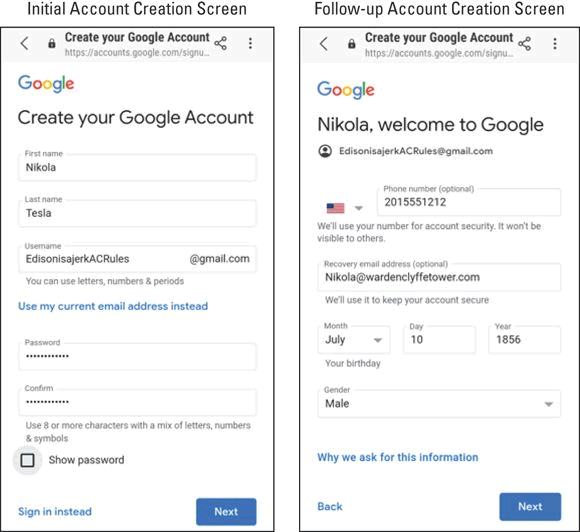 Initial Account Creation Screen
Create your Google Account
https://accounts.google.com/signu...
Google
Create your Google Account
First name
Nikola
Last name
Tesla
Username
EdisonisajerkACRules @gmail.com
You can use letters, numbers & periods
Use my current email address instead
Password
••••••••••••
Confirm
••••••••••••
Use 8 or more characters with a mix of letters, numbers
& symbols
Show password
Sign in instead
Next
Follow-up Account Creation Screen
Create your Google Account
https://accounts.google.com/signu...
Google
Nikola, welcome to Google
EdisonisajerkACRules@gmail.com
Phone number (optional)
2015551212
We'll use your number for account security. It won't be
visible to others.
Recovery email address (optional)
Nikola@wardenclyffetower.com
We'll use it to keep your account secure
Month Day Year
July 10 1856
Your birthday
Gender
Male
Why we ask for this information
Back
Next